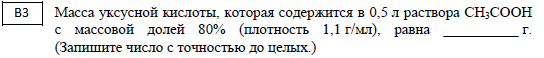 В3 Масса уксусной кислоты, которая содержится в 0,5 л раствора CH₃COOH
с массовой долей 80% (плотность 1,1 г/мл), равна __________ г.
(Запишите число с точностью до целых.)